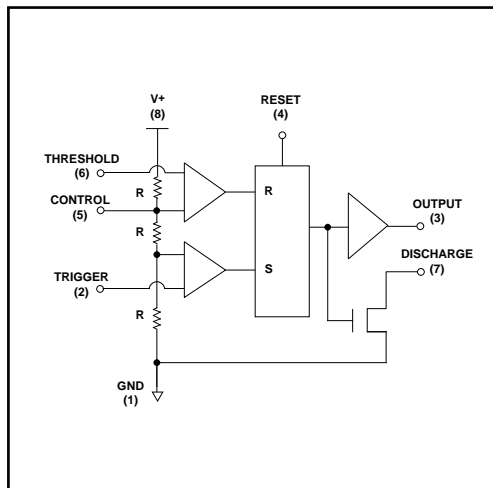 V+
(8)
RESET
(4)
THRESHOLD
(6)
R
CONTROL
(5)
R
R
OUTPUT
(3)
DISCHARGE
(7)
S
TRIGGER
(2)
R
GND
(1)